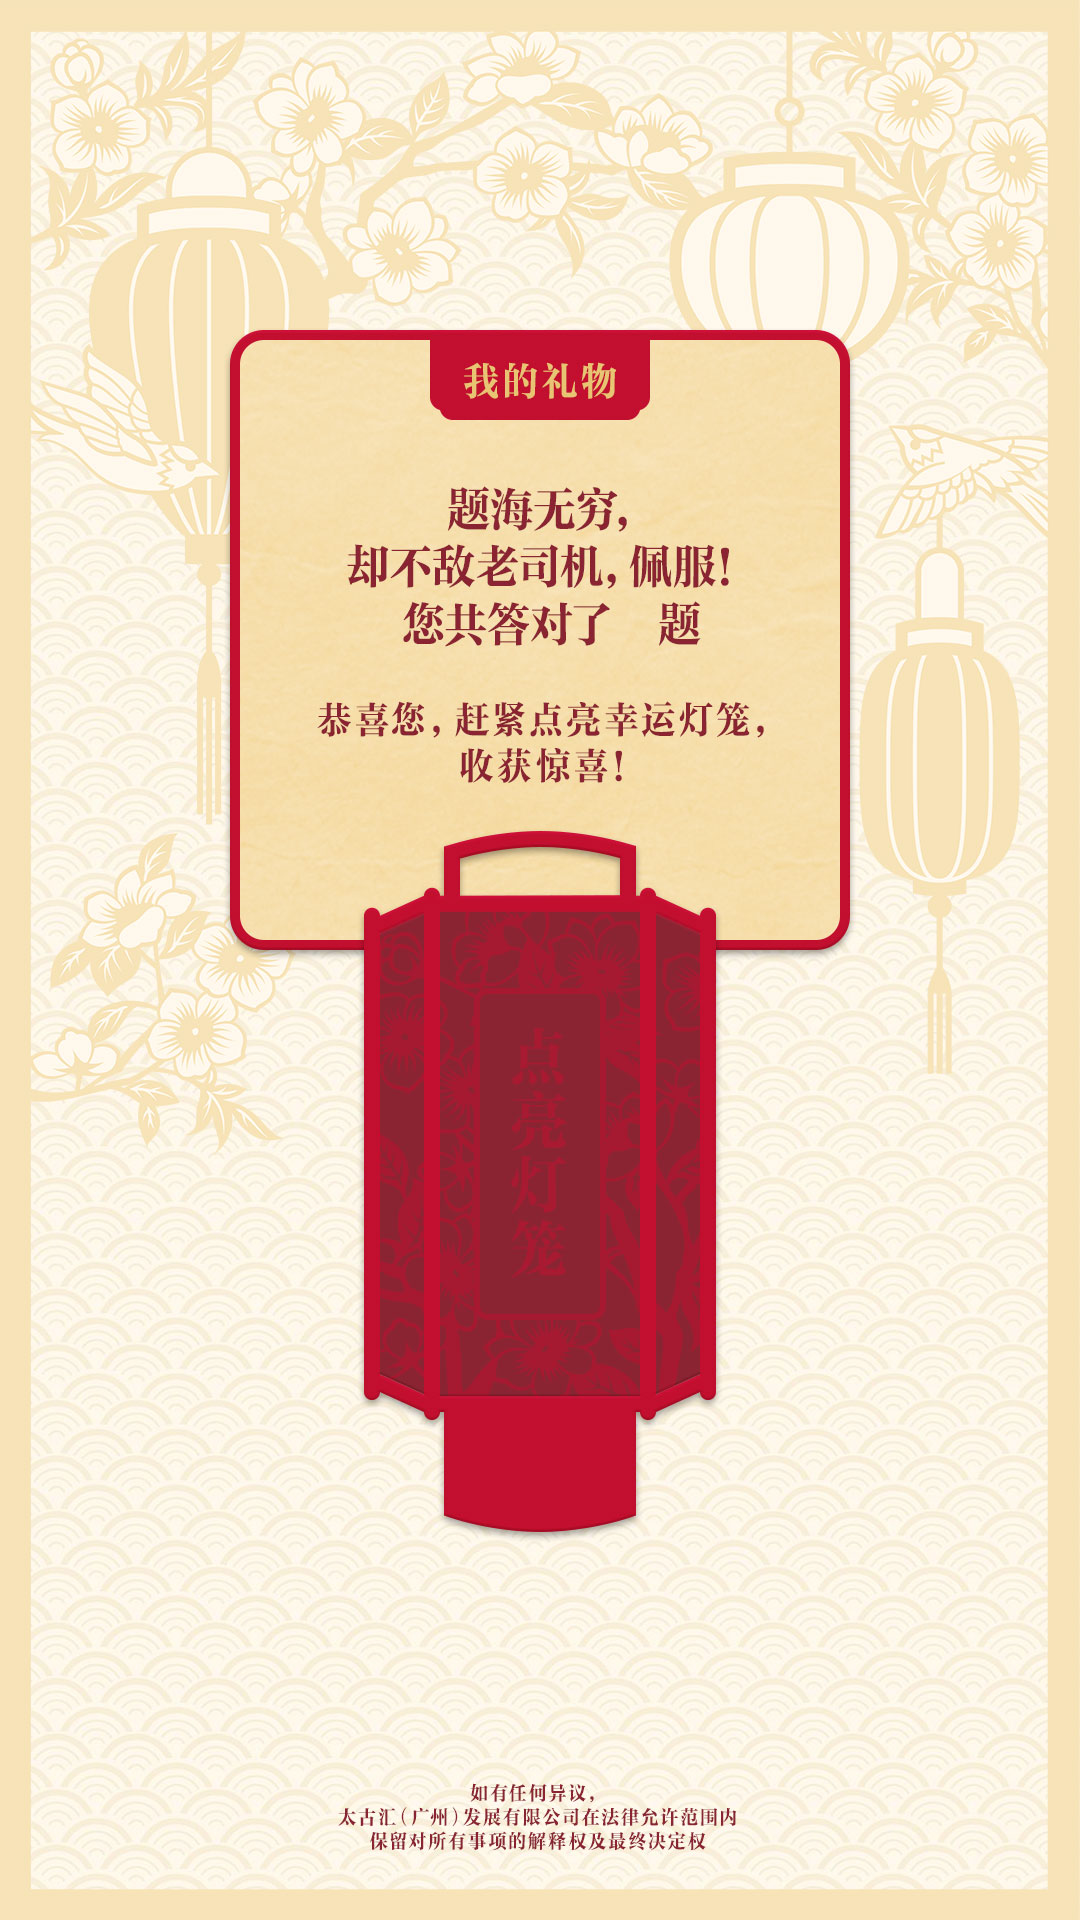 我的礼物
题海无穷，
却不敌老司机，佩服！
您共答对了　题
恭喜您，赶紧点亮幸运灯笼，
收获惊喜！
点亮灯笼
如有任何异议，
太古汇（广州）发展有限公司在法律允许范围内
保留对所有事项的解释权及最终决定权